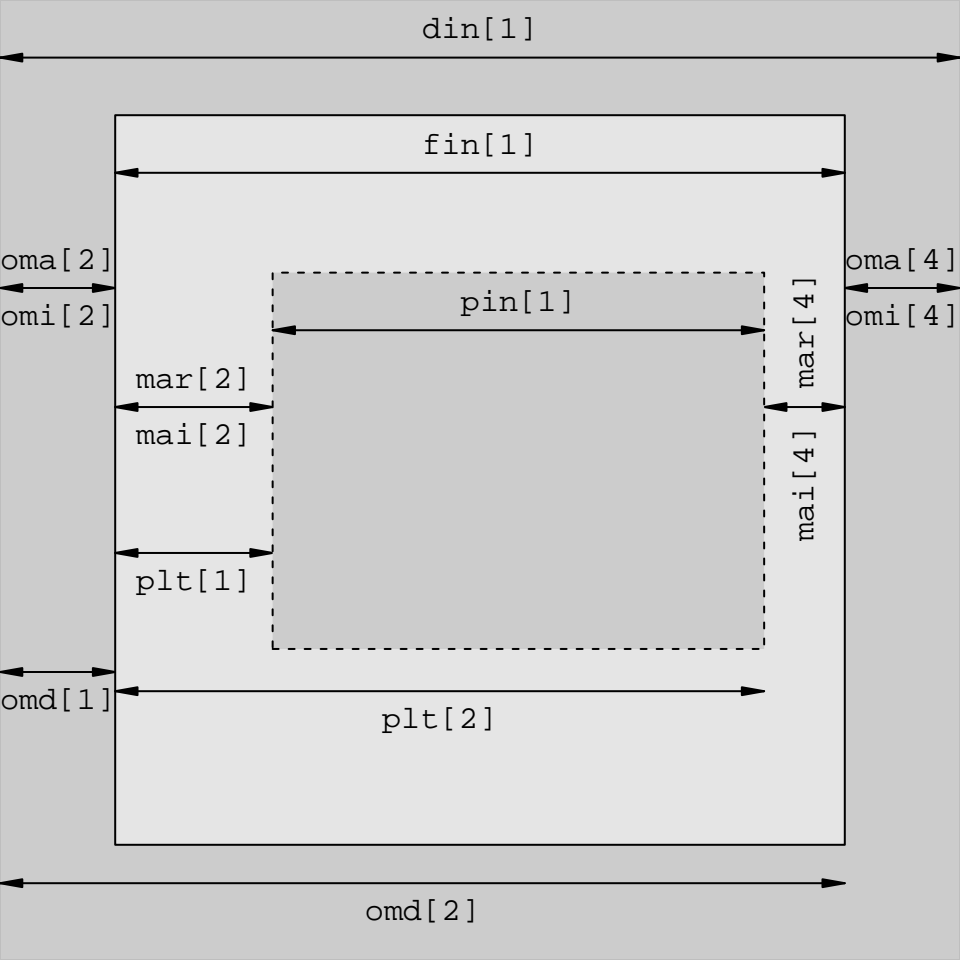 din[1]
fin[1]
oma[2]
oma[4]
omi[2]
omi[4]
pin[1]
mar[4]
mar[2]
mai[2]
mai[4]
plt[1]
omd[1]
plt[2]
omd[2]